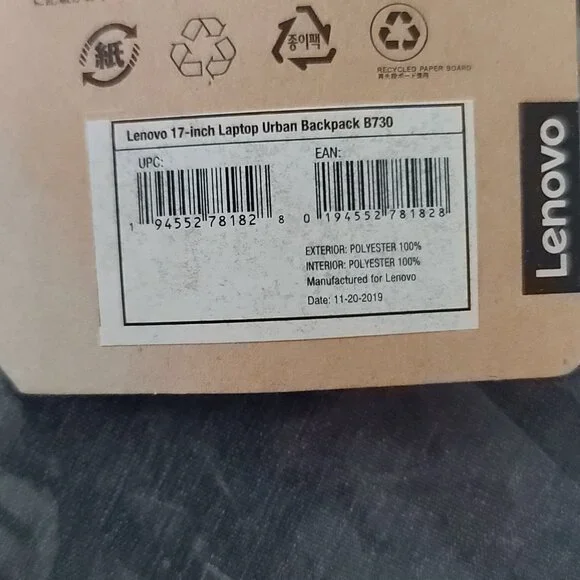 紙
종이팩
RECYCLED PAPER BOARD
Lenovo 17-inch Laptop Urban Backpack B730
UPC:
1 94552 78182 8
EAN:
0 194552 781828
EXTERIOR: POLYESTER 100%
INTERIOR: POLYESTER 100%
Manufactured for Lenovo
Date: 11-20-2019
Lenovo